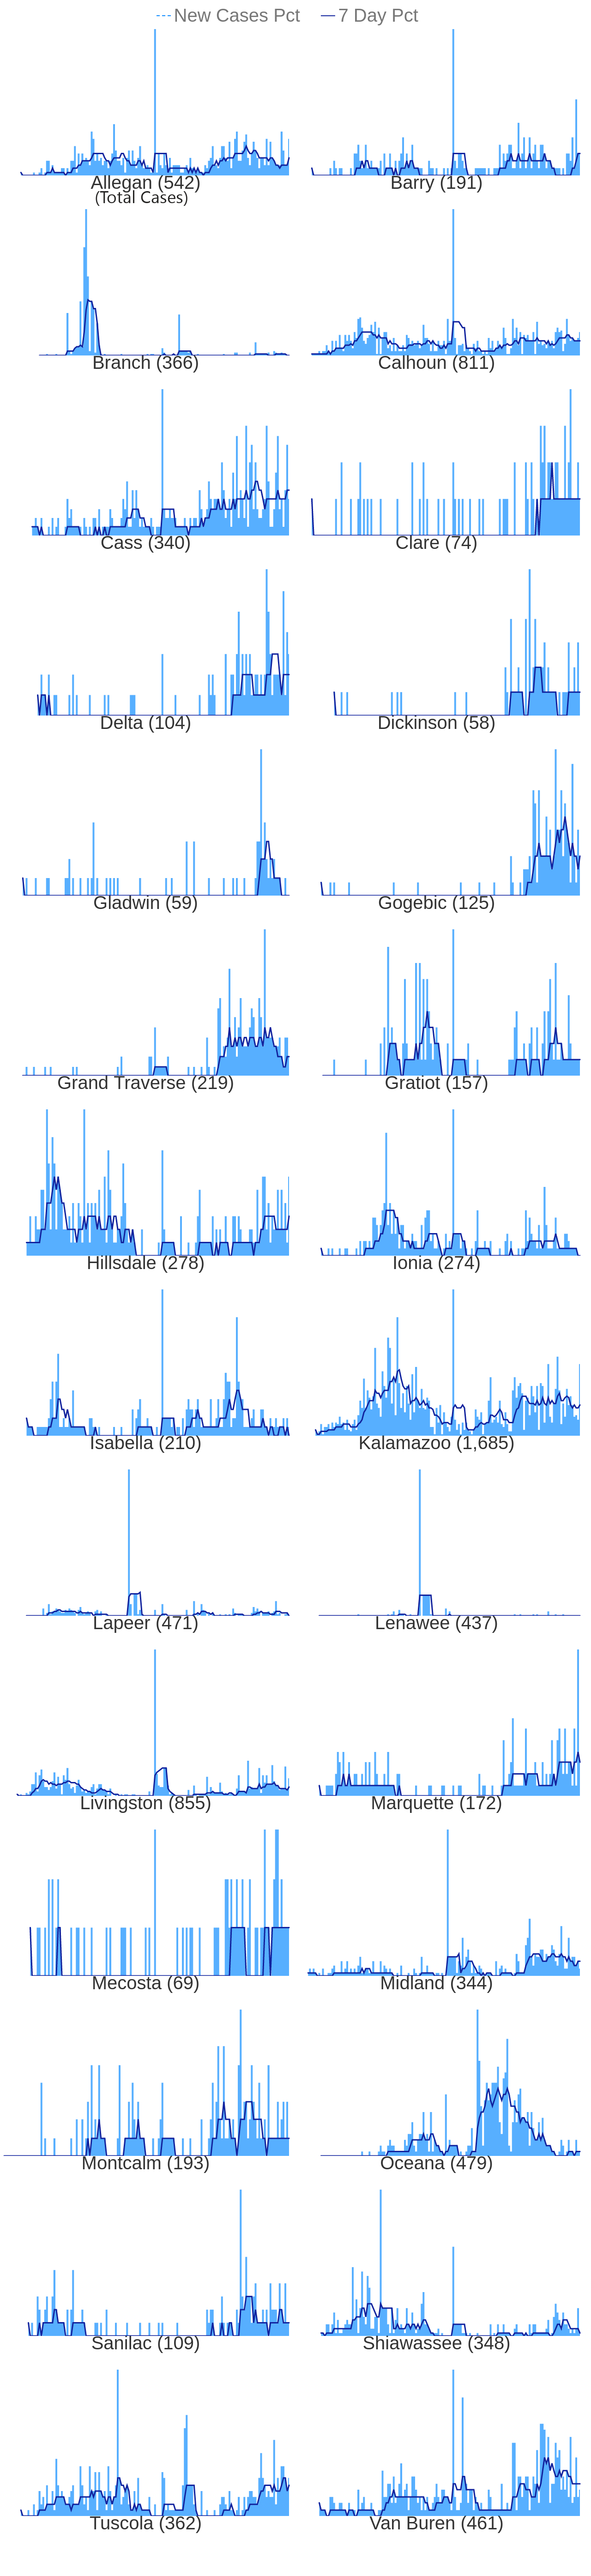 New Cases Pct 7 Day Pct
Allegan (542) Barry (191)
(Total Cases)
Branch (366) Calhoun (811)
Cass (340) Clare (74)
Delta (104) Dickinson (58)
Gladwin (59) Gogebic (125)
Grand Traverse (219) Gratiot (157)
Hillsdale (278) Ionia (274)
Isabella (210) Kalamazoo (1,685)
Lapeer (471) Lenawee (437)
Livingston (855) Marquette (172)
Mecosta (69) Midland (344)
Montcalm (193) Oceana (479)
Sanilac (109) Shiawassee (348)
Tuscola (362) Van Buren (461)